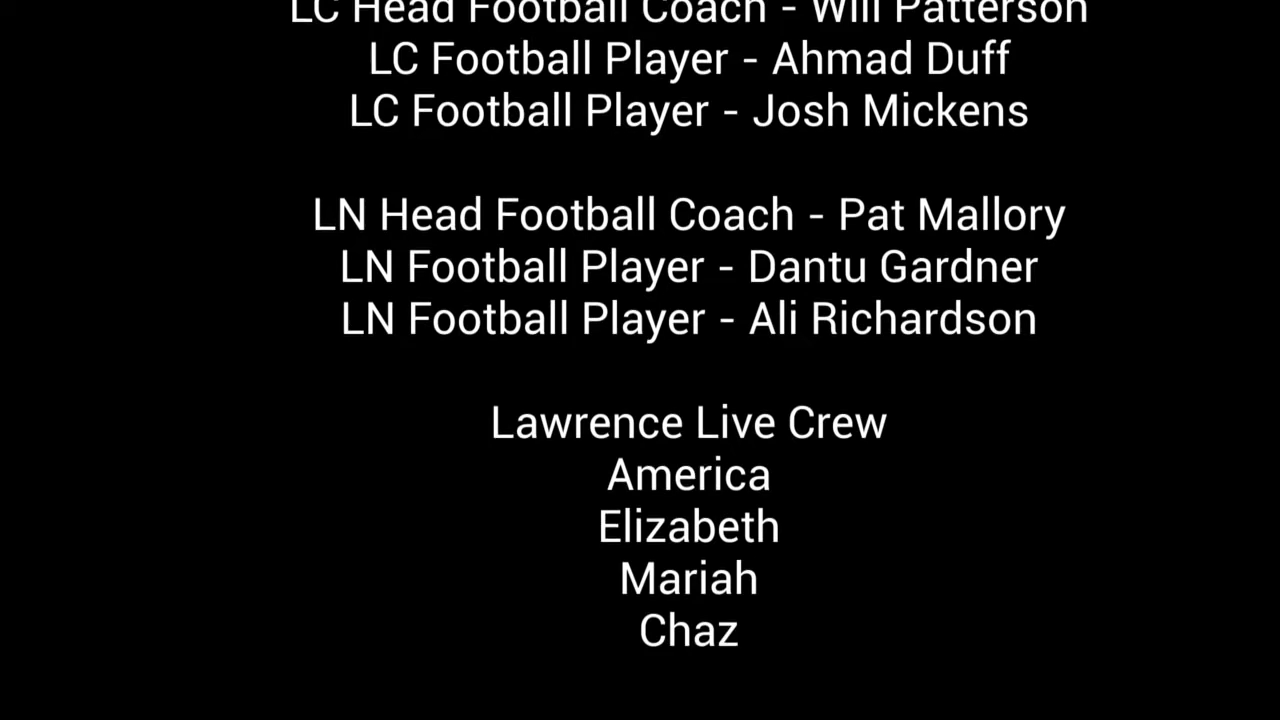 LC Head Football Coach - Will Patterson
LC Football Player - Ahmad Duff
LC Football Player - Josh Mickens
LN Head Football Coach - Pat Mallory
LN Football Player - Dantu Gardner
LN Football Player - Ali Richardson
Lawrence Live Crew
America
Elizabeth
Mariah
Chaz